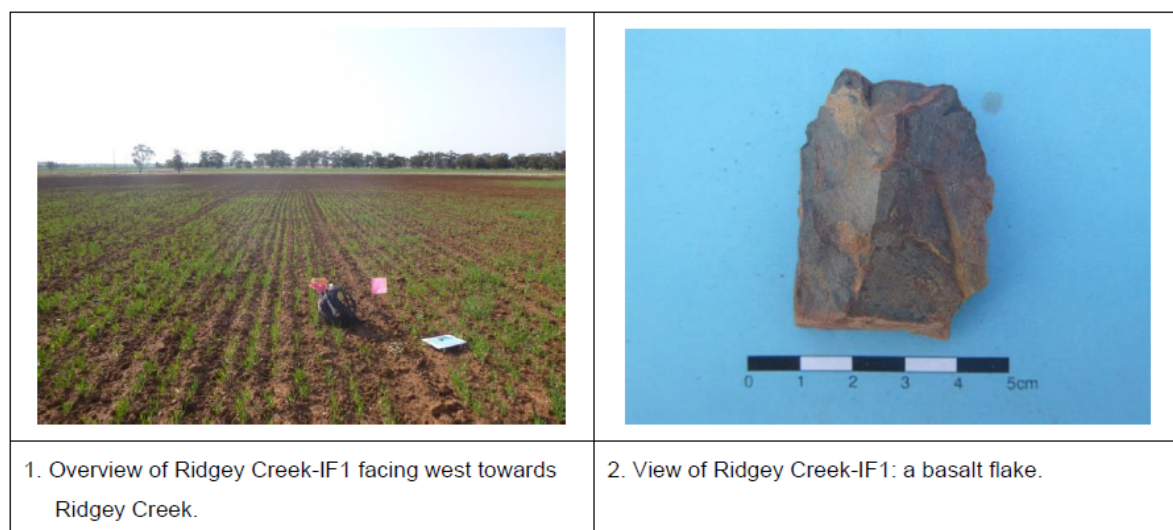 0 1 2 3 4 5cm
1. Overview of Ridgey Creek-IF1 facing west towards
Ridgey Creek.
2. View of Ridgey Creek-IF1: a basalt flake.